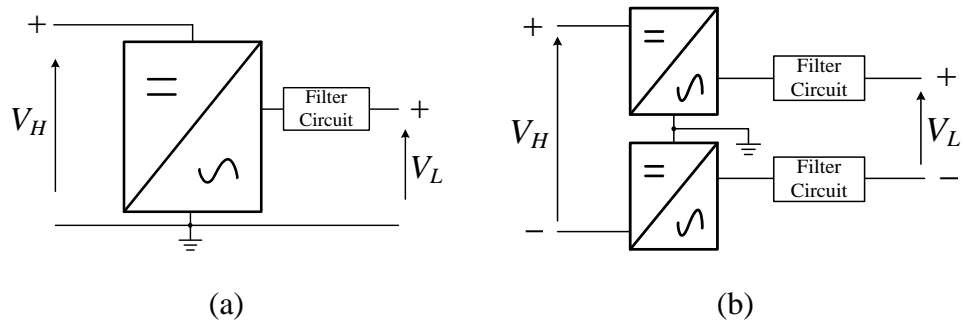 +
V_H
Filter
Circuit
+
V_L
(a)
+
V_H
−
Filter
Circuit
+
V_L
Filter
Circuit
−
(b)